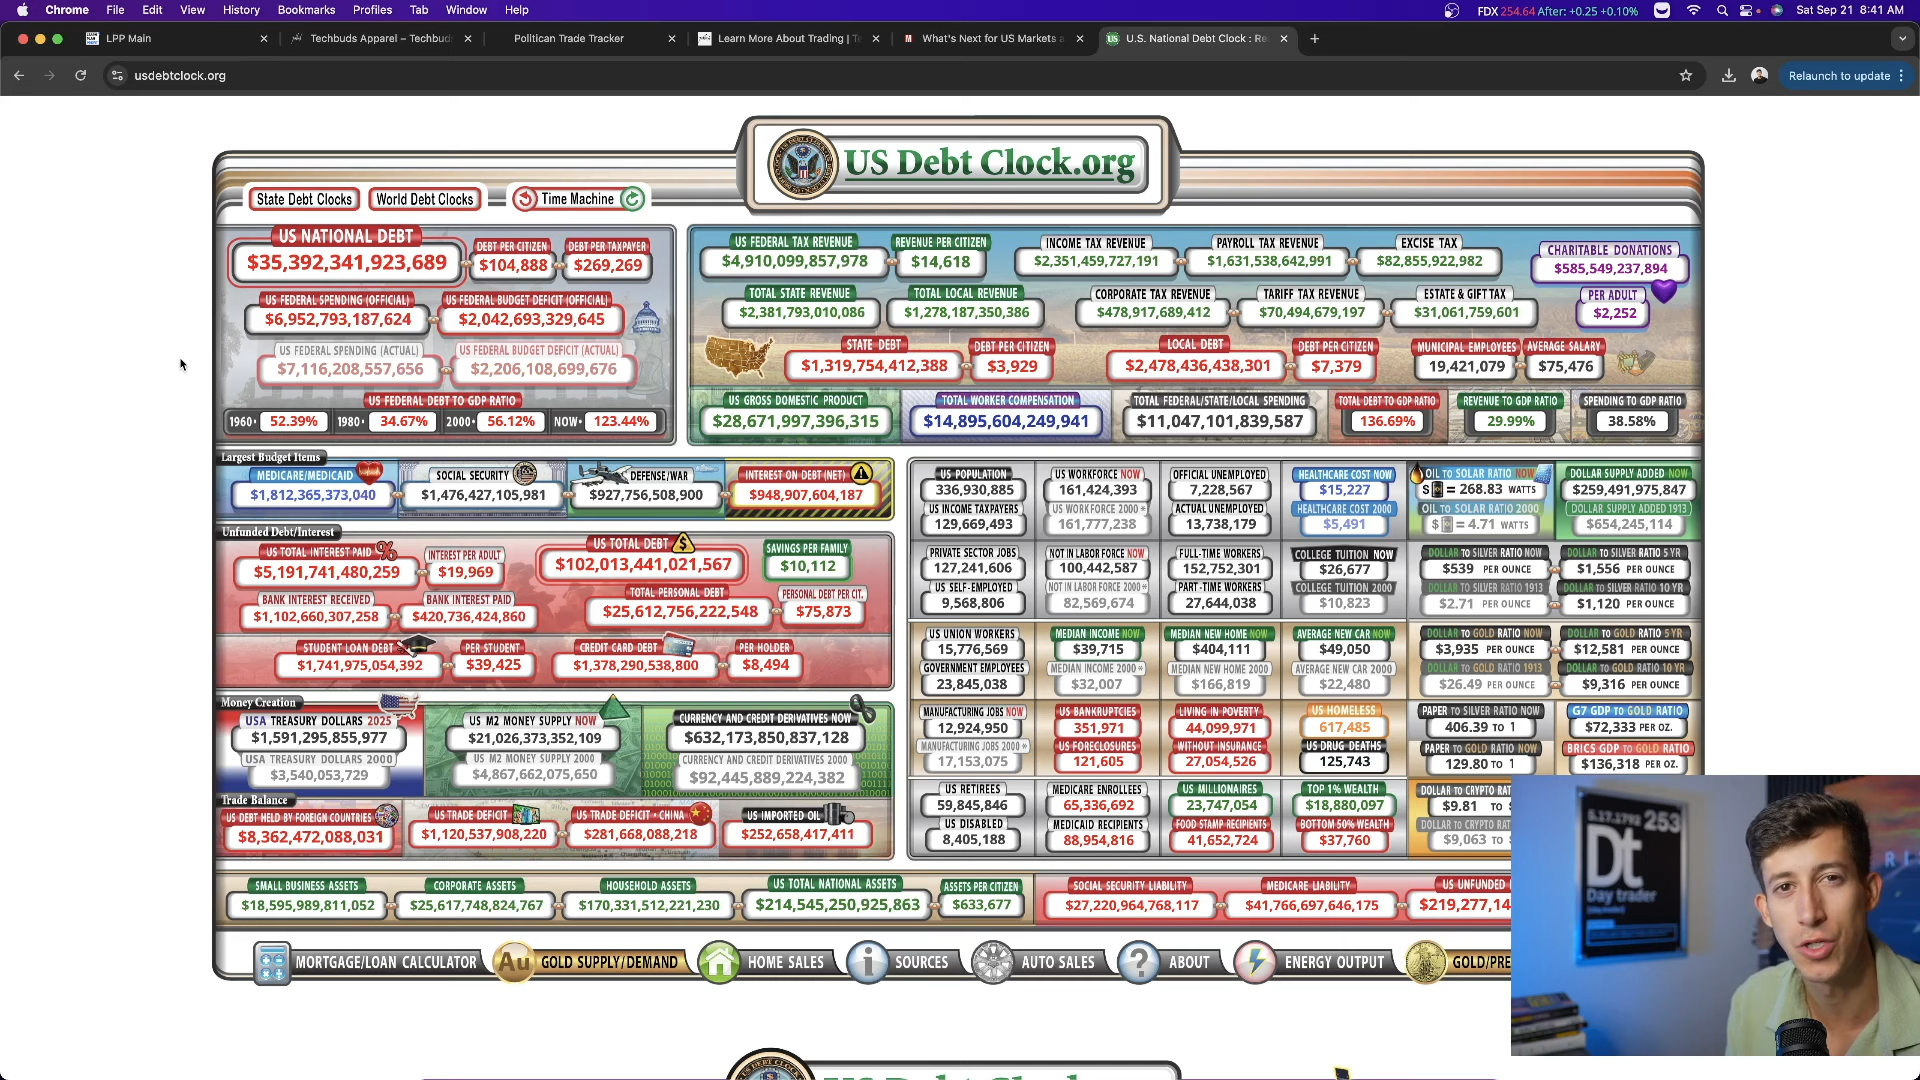 Chrome File Edit View History Bookmarks Profiles Tab Window Help
FDX 254.64 After: +0.25 +0.10%
Sat Sep 21 8:41 AM
LPP Main
Techbuds Apparel – Techbud
Politican Trade Tracker
Learn More About Trading | T
What's Next for US Markets a
U.S. National Debt Clock : Re
usdebtclock.org
Relaunch to update
US Debt Clock.org
State Debt Clocks World Debt Clocks Time Machine
US NATIONAL DEBT DEBT PER CITIZEN DEBT PER TAXPAYER
$35,392,341,923,689 $104,888 $269,269
US FEDERAL SPENDING (OFFICIAL) US FEDERAL BUDGET DEFICIT (OFFICIAL)
$6,952,793,187,624 $2,042,693,329,645
US FEDERAL SPENDING (ACTUAL) US FEDERAL BUDGET DEFICIT (ACTUAL)
$7,116,208,557,656 $2,206,108,699,676
US FEDERAL DEBT TO GDP RATIO
1960• 52.39% 1980• 34.67% 2000• 56.12% NOW• 123.44%
US FEDERAL TAX REVENUE REVENUE PER CITIZEN INCOME TAX REVENUE PAYROLL TAX REVENUE EXCISE TAX CHARITABLE DONATIONS
$4,910,099,857,978 $14,618 $2,351,459,727,191 $1,631,538,642,991 $82,855,922,982 $585,549,237,894
TOTAL STATE REVENUE TOTAL LOCAL REVENUE CORPORATE TAX REVENUE TARIFF TAX REVENUE ESTATE & GIFT TAX PER ADULT
$2,381,793,010,086 $1,278,187,350,386 $478,917,689,412 $70,494,679,197 $31,061,759,601 $2,252
STATE DEBT DEBT PER CITIZEN LOCAL DEBT DEBT PER CITIZEN MUNICIPAL EMPLOYEES AVERAGE SALARY
$1,319,754,412,388 $3,929 $2,478,436,438,301 $7,379 19,421,079 $75,476
US GROSS DOMESTIC PRODUCT TOTAL WORKER COMPENSATION TOTAL FEDERAL/STATE/LOCAL SPENDING TOTAL DEBT TO GDP RATIO REVENUE TO GDP RATIO SPENDING TO GDP RATIO
$28,671,997,396,315 $14,895,604,249,941 $11,047,101,839,587 136.69% 29.99% 38.58%
Largest Budget Items
MEDICARE/MEDICAID SOCIAL SECURITY DEFENSE/WAR INTEREST ON DEBT (NET)
$1,812,365,373,040 $1,476,427,105,981 $927,756,508,900 $948,907,604,187
Unfunded Debt/Interest
US TOTAL INTEREST PAID INTEREST PER ADULT US TOTAL DEBT SAVINGS PER FAMILY
$5,191,741,480,259 $19,969 $102,013,441,021,567 $10,112
BANK INTEREST RECEIVED BANK INTEREST PAID TOTAL PERSONAL DEBT PERSONAL DEBT PER CIT.
$1,102,660,307,258 $420,736,424,860 $25,612,756,222,548 $75,873
STUDENT LOAN DEBT PER STUDENT CREDIT CARD DEBT PER HOLDER
$1,741,975,054,392 $39,425 $1,378,290,538,800 $8,494
Money Creation
USA TREASURY DOLLARS 2025 US M2 MONEY SUPPLY NOW CURRENCY AND CREDIT DERIVATIVES NOW
$1,591,295,855,977 $21,026,373,352,109 $632,173,850,837,128
USA TREASURY DOLLARS 2000 US M2 MONEY SUPPLY 2000 CURRENCY AND CREDIT DERIVATIVES 2000
$3,540,053,729 $4,867,662,075,650 $92,445,889,224,382
Trade Balance
US DEBT HELD BY FOREIGN COUNTRIES US TRADE DEFICIT US TRADE DEFICIT • CHINA US IMPORTED OIL
$8,362,472,088,031 $1,120,537,908,220 $281,668,088,218 $252,658,417,411
US POPULATION US WORKFORCE NOW OFFICIAL UNEMPLOYED HEALTHCARE COST NOW OIL TO SOLAR RATIO NOW DOLLAR SUPPLY ADDED NOW
336,930,885 161,424,393 7,228,567 $15,227 $ = 268.83 WATTS $259,491,975,847
US INCOME TAXPAYERS US WORKFORCE 2000 * ACTUAL UNEMPLOYED HEALTHCARE COST 2000 OIL TO SOLAR RATIO 2000 DOLLAR SUPPLY ADDED 1913
129,669,493 161,777,238 13,738,179 $5,491 $ = 4.71 WATTS $654,245,114
PRIVATE SECTOR JOBS NOT IN LABOR FORCE NOW FULL-TIME WORKERS COLLEGE TUITION NOW DOLLAR TO SILVER RATIO NOW DOLLAR TO SILVER RATIO 5 YR
127,241,606 100,442,587 152,752,301 $26,677 $539 PER OUNCE $1,556 PER OUNCE
US SELF-EMPLOYED NOT IN LABOR FORCE 2000 * PART-TIME WORKERS COLLEGE TUITION 2000 DOLLAR TO SILVER RATIO 1913 DOLLAR TO SILVER RATIO 10 YR
9,568,806 82,569,674 27,644,038 $10,823 $2.71 PER OUNCE $1,120 PER OUNCE
US UNION WORKERS MEDIAN INCOME NOW MEDIAN NEW HOME NOW AVERAGE NEW CAR NOW DOLLAR TO GOLD RATIO NOW DOLLAR TO GOLD RATIO 5 YR
15,776,569 $39,715 $404,111 $49,050 $3,935 PER OUNCE $12,581 PER OUNCE
GOVERNMENT EMPLOYEES MEDIAN INCOME 2000 * MEDIAN NEW HOME 2000 AVERAGE NEW CAR 2000 DOLLAR TO GOLD RATIO 1913 DOLLAR TO GOLD RATIO 10 YR
23,845,038 $32,007 $166,819 $22,480 $26.49 PER OUNCE $9,316 PER OUNCE
MANUFACTURING JOBS NOW US BANKRUPTCIES LIVING IN POVERTY US HOMELESS PAPER TO SILVER RATIO NOW G7 GDP TO GOLD RATIO
12,924,950 351,971 44,099,971 617,485 406.39 TO 1 $72,333 PER OZ.
MANUFACTURING JOBS 2000 * US FORECLOSURES WITHOUT INSURANCE US DRUG DEATHS PAPER TO GOLD RATIO NOW BRICS GDP TO GOLD RATIO
17,153,075 121,605 27,054,526 125,743 129.80 TO 1 $136,318 PER OZ.
US RETIREES MEDICARE ENROLLEES US MILLIONAIRES TOP 1% WEALTH DOLLAR TO CRYPTO RAT
59,845,846 65,336,692 23,747,054 $18,880,097 $9.81 TO
US DISABLED MEDICAID RECIPIENTS FOOD STAMP RECIPIENTS BOTTOM 50% WEALTH DOLLAR TO CRYPTO RAT
8,405,188 88,954,816 41,652,724 $37,760 $9,063 TO
SMALL BUSINESS ASSETS CORPORATE ASSETS HOUSEHOLD ASSETS US TOTAL NATIONAL ASSETS ASSETS PER CITIZEN SOCIAL SECURITY LIABILITY MEDICARE LIABILITY US UNFUNDED
$18,595,989,811,052 $25,617,748,824,767 $170,331,512,221,230 $214,545,250,925,863 $633,677 $27,220,964,768,117 $41,766,697,646,175 $219,277,14
MORTGAGE/LOAN CALCULATOR Au GOLD SUPPLY/DEMAND HOME SALES SOURCES AUTO SALES ? ABOUT ENERGY OUTPUT GOLD/PRE
5.17.1792 253
Dt
Day trader
US Debt Clock